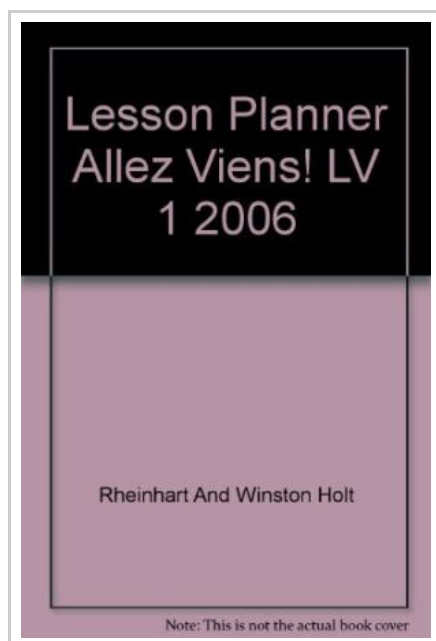 Lesson Planner
Allez Viens! LV
1 2006
Rheinhart And Winston Holt
Note: This is not the actual book cover